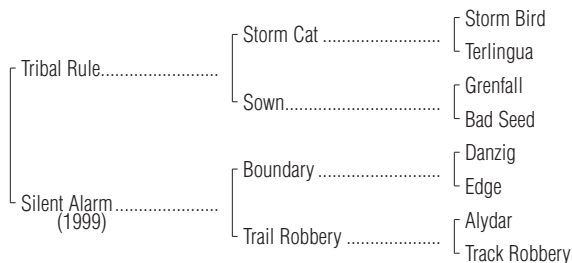 Storm Bird
Storm Cat ..................................
Terlingua
Tribal Rule..................................
Grenfall
Sown............................................
Bad Seed
Danzig
Boundary ...................................
Edge
Silent Alarm ..............................
(1999)
Alydar
Trail Robbery ...........................
Track Robbery